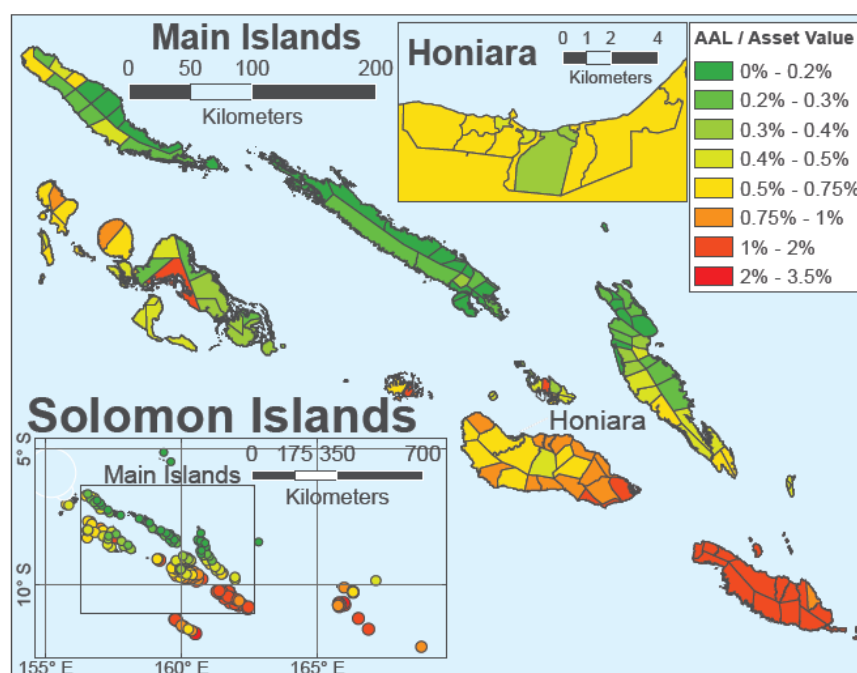 Main Islands
0 50 100 200
Kilometers
Honiara
0 1 2 4
Kilometers
AAL / Asset Value
0% - 0.2%
0.2% - 0.3%
0.3% - 0.4%
0.4% - 0.5%
0.5% - 0.75%
0.75% - 1%
1% - 2%
2% - 3.5%
Honiara
Solomon Islands
5° S
0 175 350 700
Main Islands
Kilometers
10° S
155° E 160° E 165° E